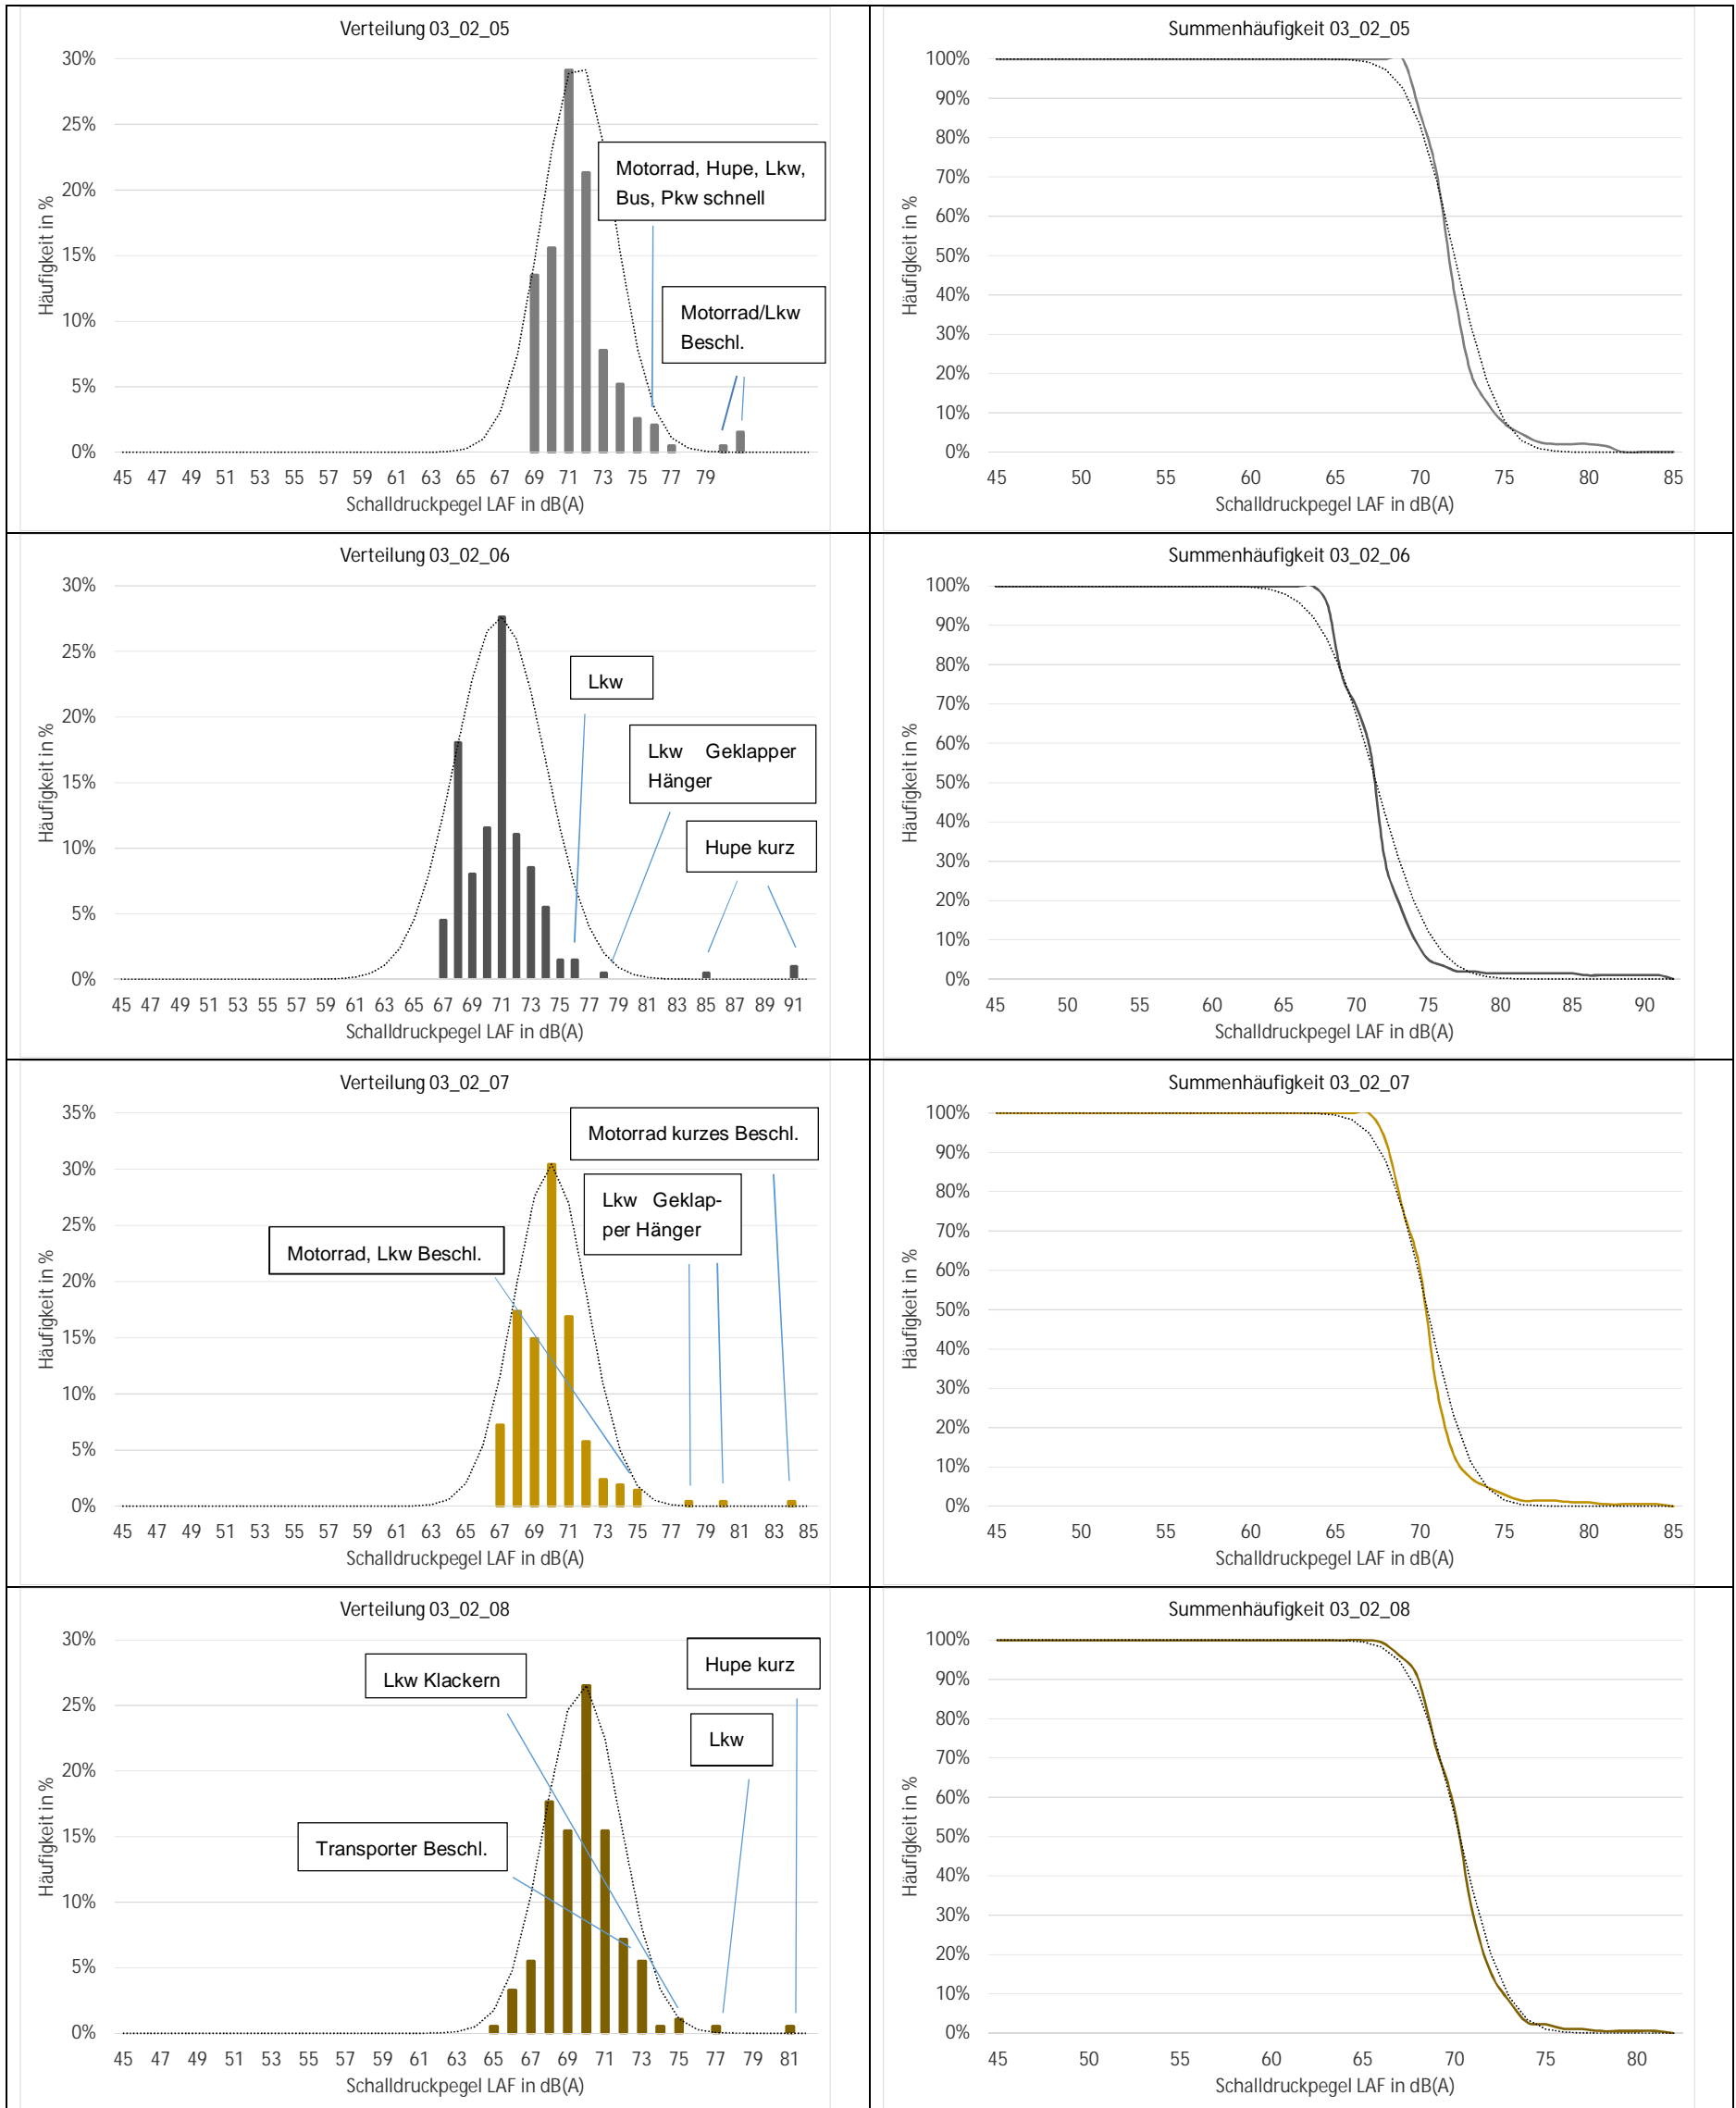 Verteilung 03_02_05
30%
25%
20%
15%
10%
5%
0%
Häufigkeit in %
Motorrad, Hupe, Lkw,
Bus, Pkw schnell
Motorrad/Lkw
Beschl.
45 47 49 51 53 55 57 59 61 63 65 67 69 71 73 75 77 79
Schalldruckpegel LAF in dB(A)
Summenhäufigkeit 03_02_05
100%
90%
80%
70%
60%
50%
40%
30%
20%
10%
0%
Häufigkeit in %
45 50 55 60 65 70 75 80 85
Schalldruckpegel LAF in dB(A)
Verteilung 03_02_06
30%
25%
20%
15%
10%
5%
0%
Häufigkeit in %
Lkw
Lkw Geklapper
Hänger
Hupe kurz
45 47 49 51 53 55 57 59 61 63 65 67 69 71 73 75 77 79 81 83 85 87 89 91
Schalldruckpegel LAF in dB(A)
Summenhäufigkeit 03_02_06
100%
90%
80%
70%
60%
50%
40%
30%
20%
10%
0%
Häufigkeit in %
45 50 55 60 65 70 75 80 85 90
Schalldruckpegel LAF in dB(A)
Verteilung 03_02_07
35%
30%
25%
20%
15%
10%
5%
0%
Häufigkeit in %
Motorrad kurzes Beschl.
Lkw Geklap-
per Hänger
Motorrad, Lkw Beschl.
45 47 49 51 53 55 57 59 61 63 65 67 69 71 73 75 77 79 81 83 85
Schalldruckpegel LAF in dB(A)
Summenhäufigkeit 03_02_07
100%
90%
80%
70%
60%
50%
40%
30%
20%
10%
0%
Häufigkeit in %
45 50 55 60 65 70 75 80 85
Schalldruckpegel LAF in dB(A)
Verteilung 03_02_08
30%
25%
20%
15%
10%
5%
0%
Häufigkeit in %
Hupe kurz
Lkw Klackern
Lkw
Transporter Beschl.
45 47 49 51 53 55 57 59 61 63 65 67 69 71 73 75 77 79 81
Schalldruckpegel LAF in dB(A)
Summenhäufigkeit 03_02_08
100%
90%
80%
70%
60%
50%
40%
30%
20%
10%
0%
Häufigkeit in %
45 50 55 60 65 70 75 80
Schalldruckpegel LAF in dB(A)